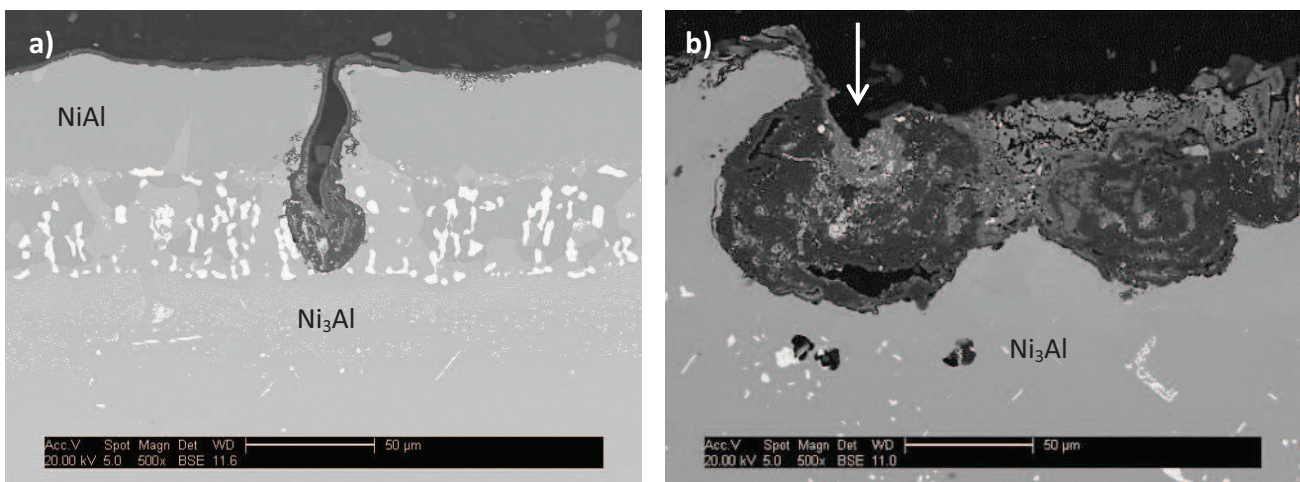 a)
NiAl
Ni₃Al
Acc.V Spot Magn Det WD 50 µm
20.00 kV 5.0 500x BSE 11.6
b)
Ni₃Al
Acc.V Spot Magn Det WD 50 µm
20.00 kV 5.0 500x BSE 11.0